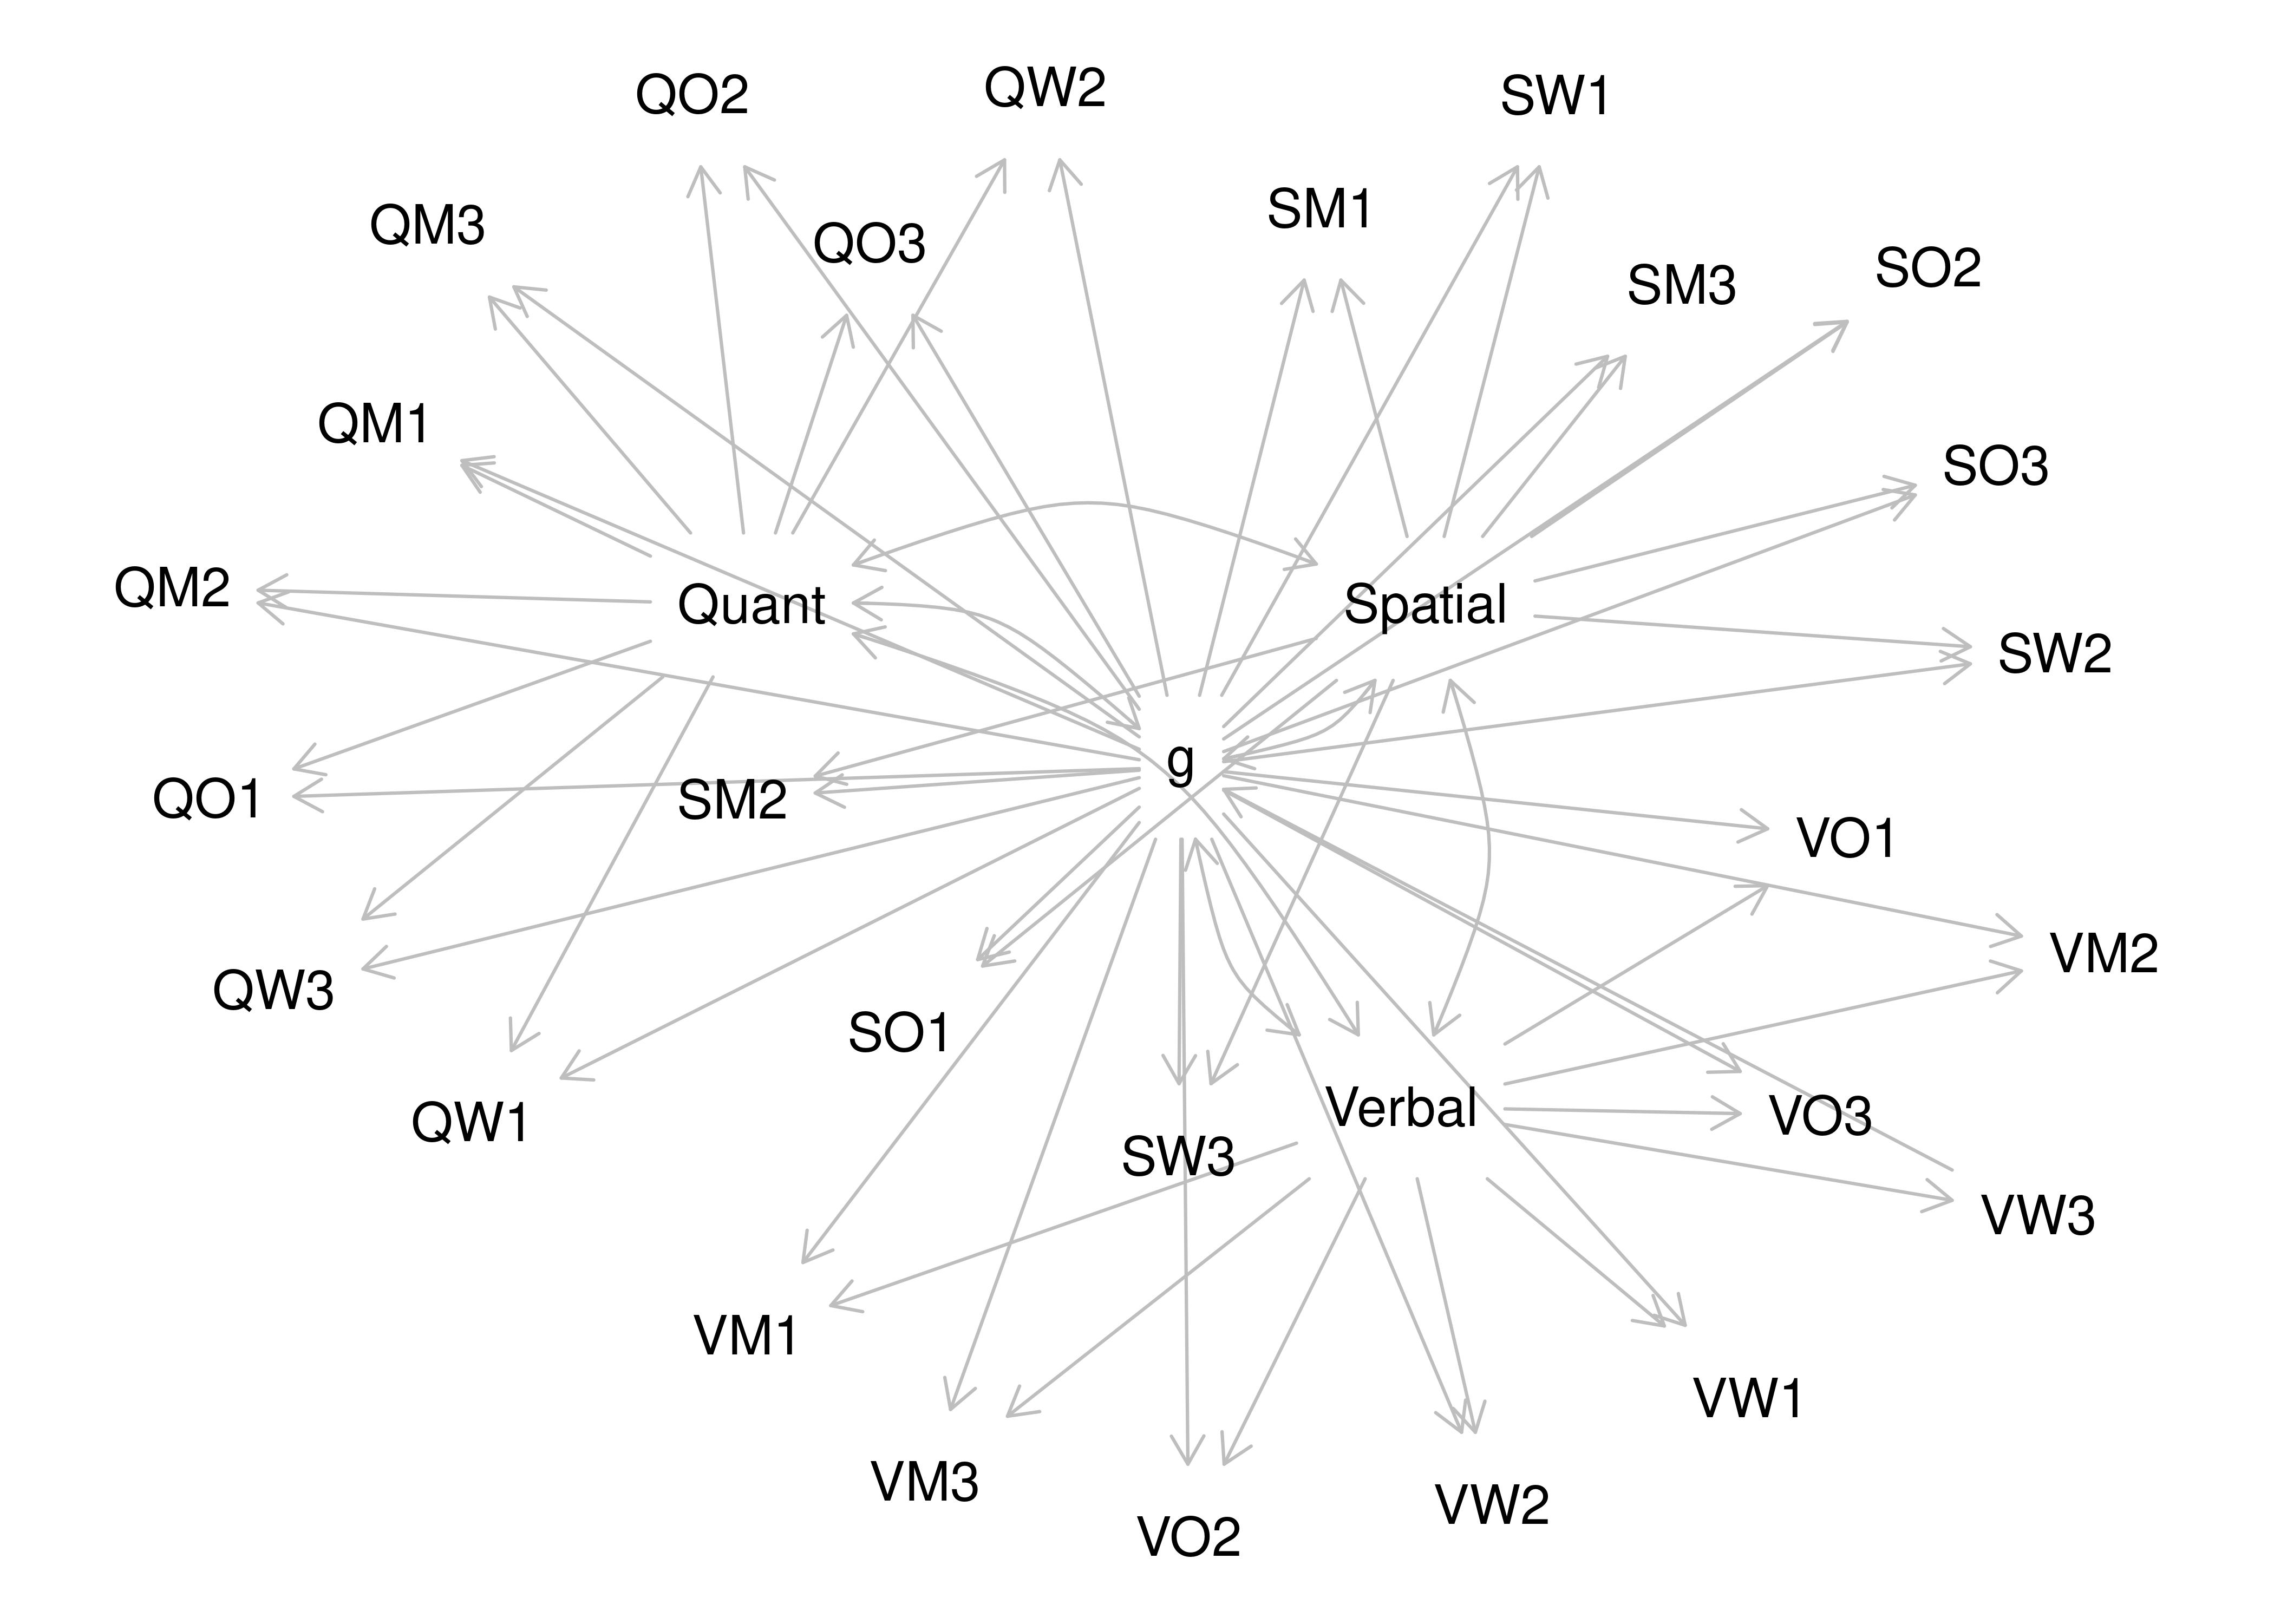 QO2
QW2
SW1
QM3
QO3
SM1
SM3
SO2
QM1
SO3
QM2
Quant
Spatial
SW2
g
QO1
SM2
VO1
VM2
QW3
SO1
QW1
Verbal
VO3
SW3
VW3
VM1
VW1
VM3
VW2
VO2